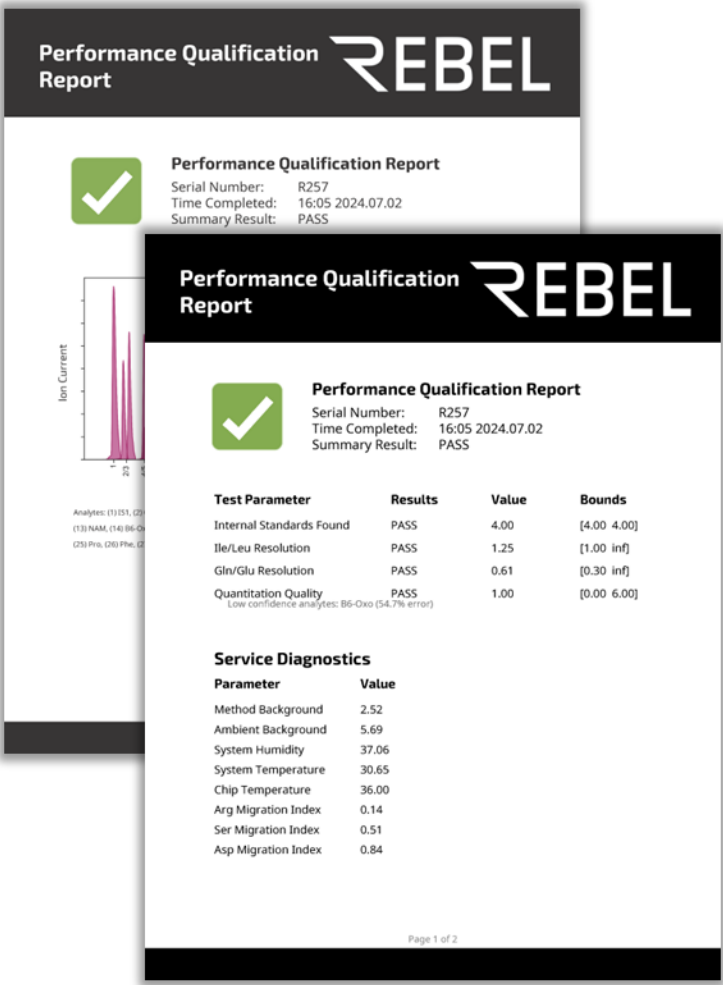 Performance Qualification
Report
REBEL
Performance Qualification Report
Serial Number: R257
Time Completed: 16:05 2024.07.02
Summary Result: PASS
Ion Current
1
2/3
Analytes: (1) IS1, (2)
(13) NAM, (14) B6-Ox
(25) Pro, (26) Phe, (2
Performance Qualification
Report
REBEL
Performance Qualification Report
Serial Number: R257
Time Completed: 16:05 2024.07.02
Summary Result: PASS
Test Parameter Results Value Bounds
Internal Standards Found PASS 4.00 [4.00 4.00]
Ile/Leu Resolution PASS 1.25 [1.00 inf]
Gln/Glu Resolution PASS 0.61 [0.30 inf]
Quantitation Quality PASS 1.00 [0.00 6.00]
Low confidence analytes: B6-Oxo (54.7% error)
Service Diagnostics
Parameter Value
Method Background 2.52
Ambient Background 5.69
System Humidity 37.06
System Temperature 30.65
Chip Temperature 36.00
Arg Migration Index 0.14
Ser Migration Index 0.51
Asp Migration Index 0.84
Page 1 of 2